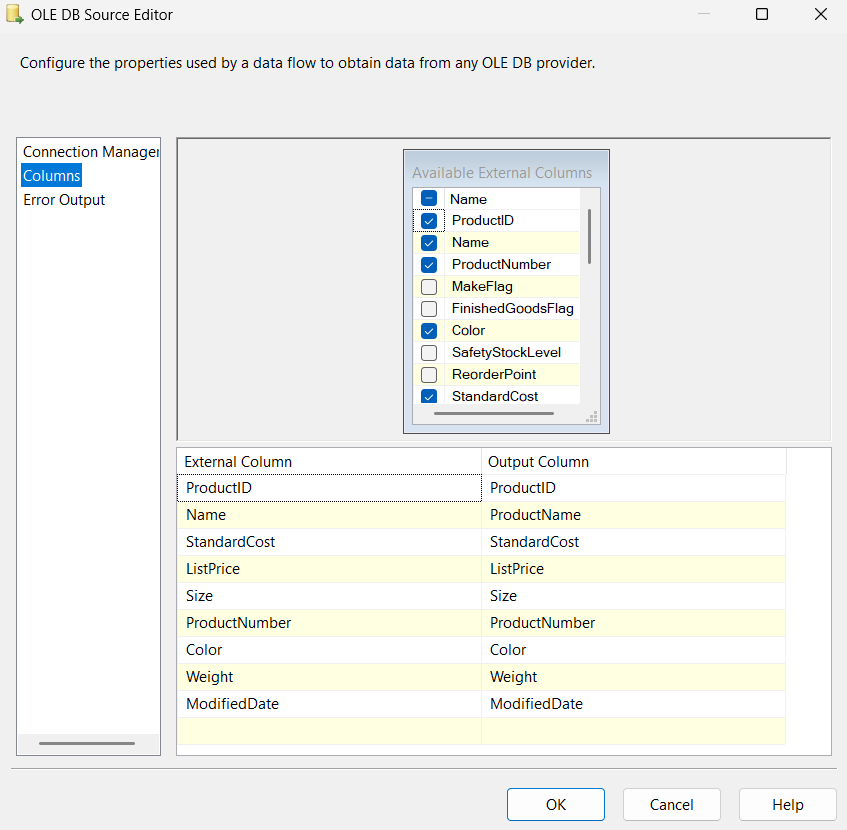 OLE DB Source Editor
Configure the properties used by a data flow to obtain data from any OLE DB provider.
Connection Manager
Columns
Error Output
Available External Columns
Name
ProductID
Name
ProductNumber
MakeFlag
FinishedGoodsFlag
Color
SafetyStockLevel
ReorderPoint
StandardCost
External Column Output Column
ProductID ProductID
Name ProductName
StandardCost StandardCost
ListPrice ListPrice
Size Size
ProductNumber ProductNumber
Color Color
Weight Weight
ModifiedDate ModifiedDate
OK Cancel Help